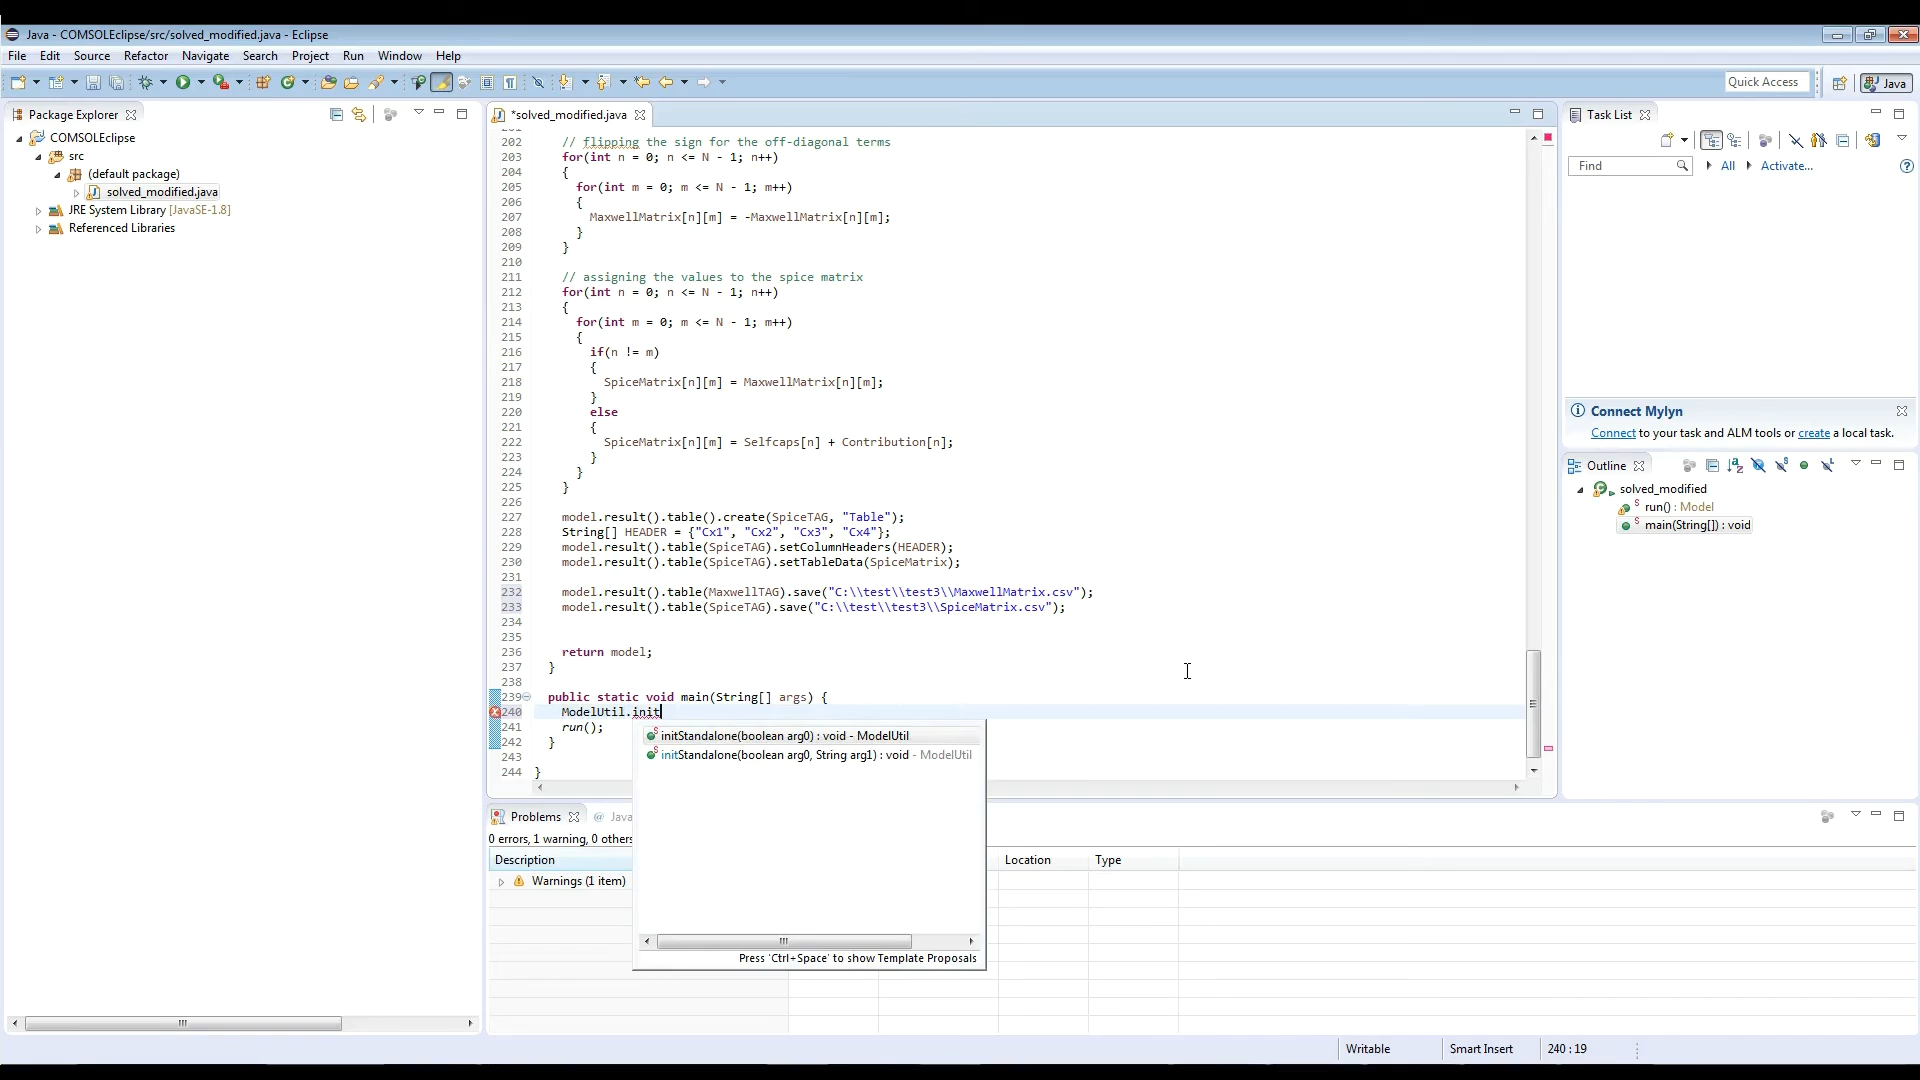 Java - COMSOLEclipse/src/solved_modified.java - Eclipse
File Edit Source Refactor Navigate Search Project Run Window Help
Quick Access
Java
Package Explorer
COMSOLEclipse
src
(default package)
solved_modified.java
JRE System Library [JavaSE-1.8]
Referenced Libraries
*solved_modified.java
202 // flipping the sign for the off-diagonal terms
203 for(int n = 0; n <= N - 1; n++)
204 {
205 for(int m = 0; m <= N - 1; m++)
206 {
207 MaxwellMatrix[n][m] = -MaxwellMatrix[n][m];
208 }
209 }
210
211 // assigning the values to the spice matrix
212 for(int n = 0; n <= N - 1; n++)
213 {
214 for(int m = 0; m <= N - 1; m++)
215 {
216 if(n != m)
217 {
218 SpiceMatrix[n][m] = MaxwellMatrix[n][m];
219 }
220 else
221 {
222 SpiceMatrix[n][m] = Selfcaps[n] + Contribution[n];
223 }
224 }
225 }
226
227 model.result().table().create(SpiceTAG, "Table");
228 String[] HEADER = {"Cx1", "Cx2", "Cx3", "Cx4"};
229 model.result().table(SpiceTAG).setColumnHeaders(HEADER);
230 model.result().table(SpiceTAG).setTableData(SpiceMatrix);
231
232 model.result().table(MaxwellTAG).save("C:\\test\\test3\\MaxwellMatrix.csv");
233 model.result().table(SpiceTAG).save("C:\\test\\test3\\SpiceMatrix.csv");
234
235
236 return model;
237 }
238
239 public static void main(String[] args) {
240 ModelUtil.init
241 run();
242 }
243
244 }
initStandalone(boolean arg0) : void - ModelUtil
initStandalone(boolean arg0, String arg1) : void - ModelUtil
Press 'Ctrl+Space' to show Template Proposals
Task List
Find
All
Activate...
Connect Mylyn
Connect to your task and ALM tools or create a local task.
Outline
solved_modified
run() : Model
main(String[]) : void
Problems
@ Java
0 errors, 1 warning, 0 others
Description
Location
Type
Warnings (1 item)
Writable
Smart Insert
240 : 19